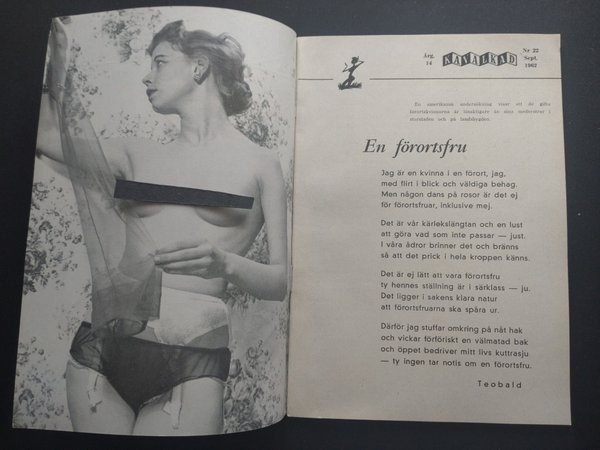 Årg.
14
KAVALKAD
Nr 22
Sept.
1962
En amerikansk undersökning visar att de gifta
förortskvinnorna är lösaktigare än sina medsystrar i
storstaden och på landsbygden.
En förortsfru
Jag är en kvinna i en förort, jag,
med flirt i blick och väldiga behag.
Men någon dans på rosor är det ej
för förortsfruar, inklusive mej.
Det är vår kärlekslängtan och en lust
att göra vad som inte passar — just.
I våra ådror brinner det och bränns
så att det prick i hela kroppen känns.
Det är ej lätt att vara förortsfru
ty hennes ställning är i särklass — ju.
Det ligger i sakens klara natur
att förortsfruarna ska spåra ur.
Därför jag stuffar omkring på nåt hak
och vickar förföriskt en välmatad bak
och öppet bedriver mitt livs kuttrasju
— ty ingen tar notis om en förortsfru.
Teobald